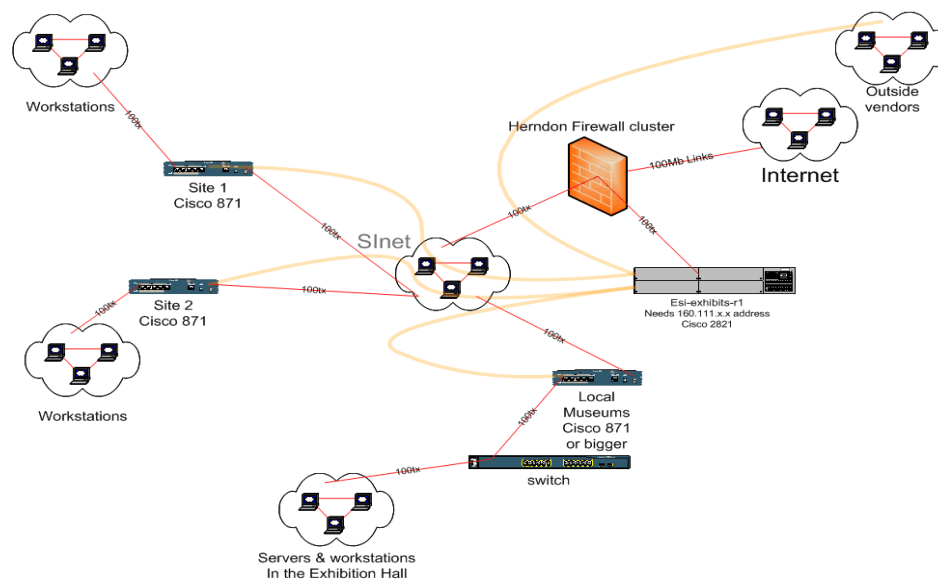 Workstations
100tx
Site 1
Cisco 871
100tx
Outside
vendors
Herndon Firewall cluster
100Mb Links
Internet
100tx
100tx
SInet
Site 2
Cisco 871
100tx
100tx
Workstations
Esi-exhibits-r1
Needs 160.111.x.x address
Cisco 2821
100tx
Local
Museums
Cisco 871
or bigger
100tx
switch
100tx
Servers & workstations
In the Exhibition Hall